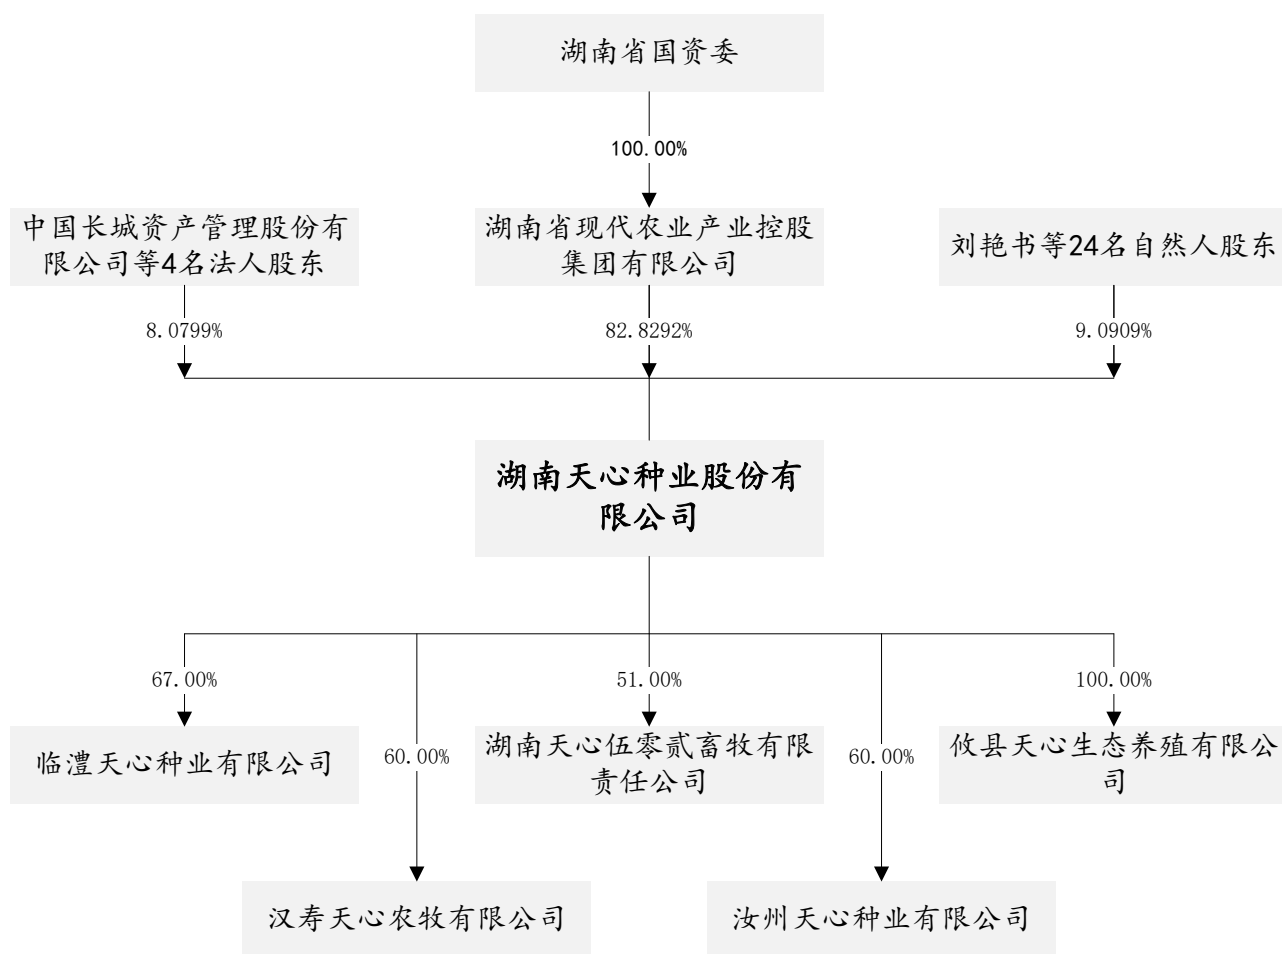 湖南省国资委
100.00%
中国长城资产管理股份有
限公司等4名法人股东
湖南省现代农业产业控股
集团有限公司
刘艳书等24名自然人股东
8.0799%
82.8292%
9.0909%
湖南天心种业股份有
限公司
67.00%
51.00%
100.00%
临澧天心种业有限公司
60.00%
湖南天心伍零贰畜牧有限
责任公司
60.00%
攸县天心生态养殖有限公
司
汉寿天心农牧有限公司
汝州天心种业有限公司